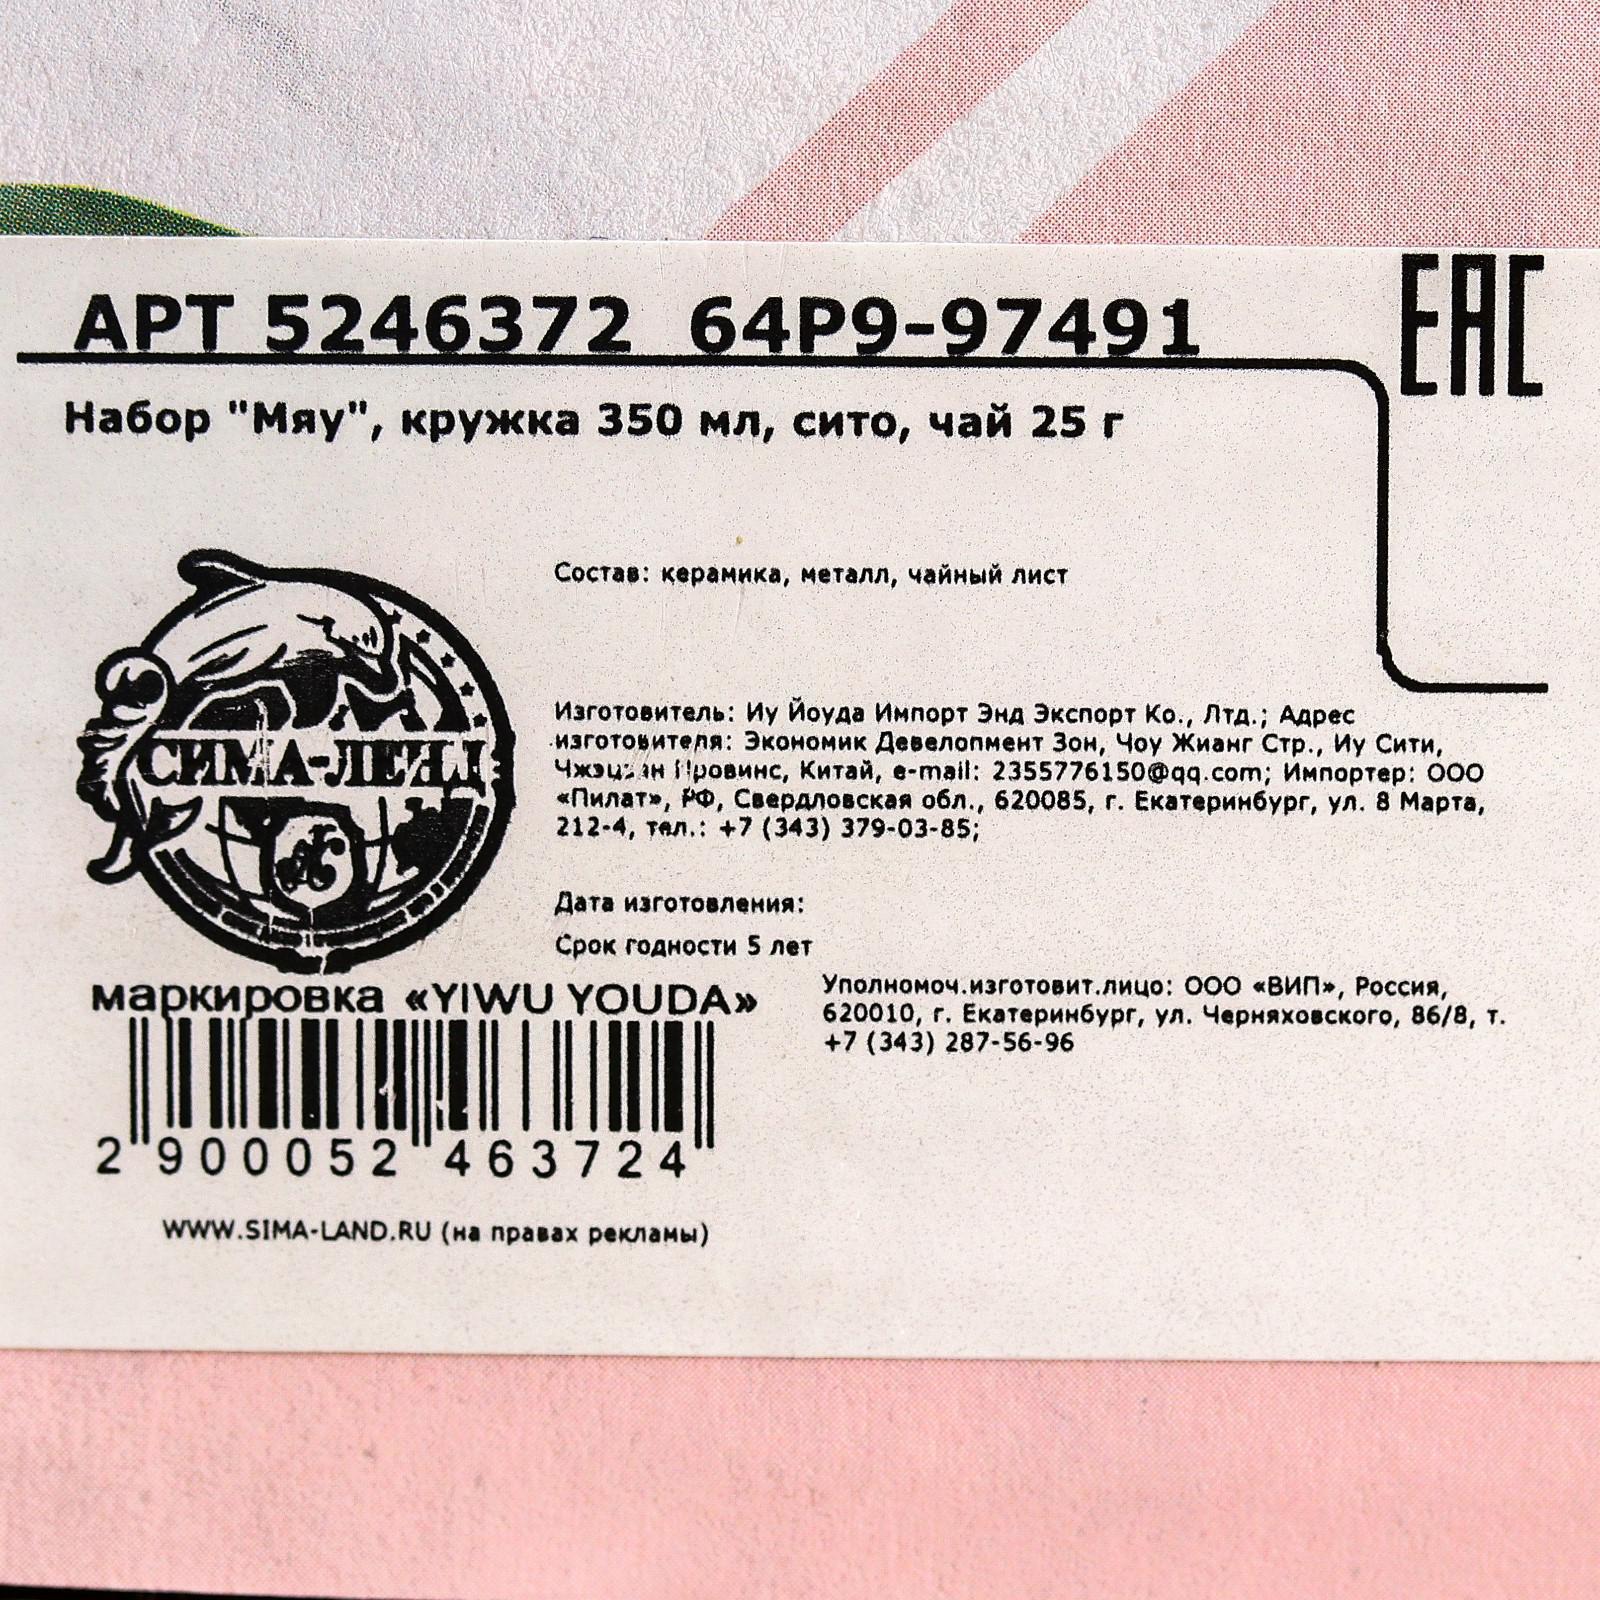 АРТ 5246372 64Р9-97491
ЕАС
Набор "Мяу", кружка 350 мл, сито, чай 25 г
Состав: керамика, металл, чайный лист
СИМА-ЛЕНД
Изготовитель: Иу Йоуда Импорт Энд Экспорт Ко., Лтд.; Адрес
изготовителя: Экономик Девелопмент Зон, Чоу Жианг Стр., Иу Сити,
Провинс, Китай, e-mail: 2355776150@qq.com; Импортер: ООО
«Пилат», РФ, Свердловская обл., 620085, г. Екатеринбург, ул. 8 Марта,
212-4, тел.: +7 (343) 379-03-85;
Дата изготовления:
Срок годности 5 лет
маркировка «YIWU YOUDA»
Уполномоч.изготовит.лицо: ООО «ВИП», Россия,
620010, г. Екатеринбург, ул. Черняховского, 86/8, т.
+7 (343) 287-56-96
2 900052 463724
WWW.SIMA-LAND.RU (на правах рекламы)